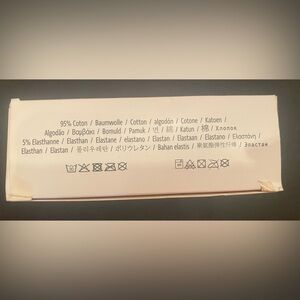 95% Coton / Baumwolle / Cotton / algodón / Cotone / Katoen /
Algodão / Βαμβάκι / Bomuld / Pamuk / 면 / 綿 / Katun / 棉 / Хлопок
5% Elasthanne / Elasthan / Elastane / elastano / Elastan / Elastaan / Elastano / Ελαστάνη /
Elasthan / Elastan / 폴리우레탄 / ポリウレタン / Bahan elastis / 聚氨酯弹性纤维 / Эластан